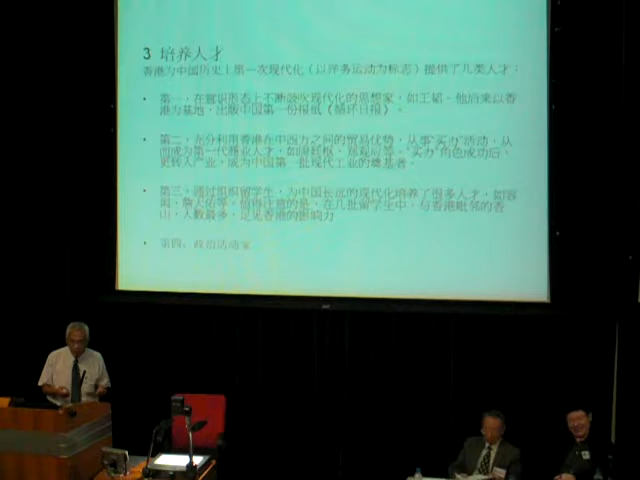 3 培养人才
香港为中国历史上第一次现代化（以洋务运动为标志）提供了几类人才：
• 第一，在意识形态上不断鼓吹现代化的思想家，如王韬。他后来以香
港为基地，出版中国第一份报纸《循环日报》。
• 第二，充分利用香港在中西方之间的贸易优势，从事"买办"活动，从
而成为第一代商业人才，如唐廷枢、郑观应等。"买办"角色成功后，
更转入产业，成为中国第一批现代工业的奠基者。
• 第三，通过组织留学生，为中国长远的现代化培养了很多人才，如容
闳、詹天佑等。值得注意的是，在几批留学生中，与香港毗邻的香
山，人数最多，足见香港的影响力
• 第四，政治活动家